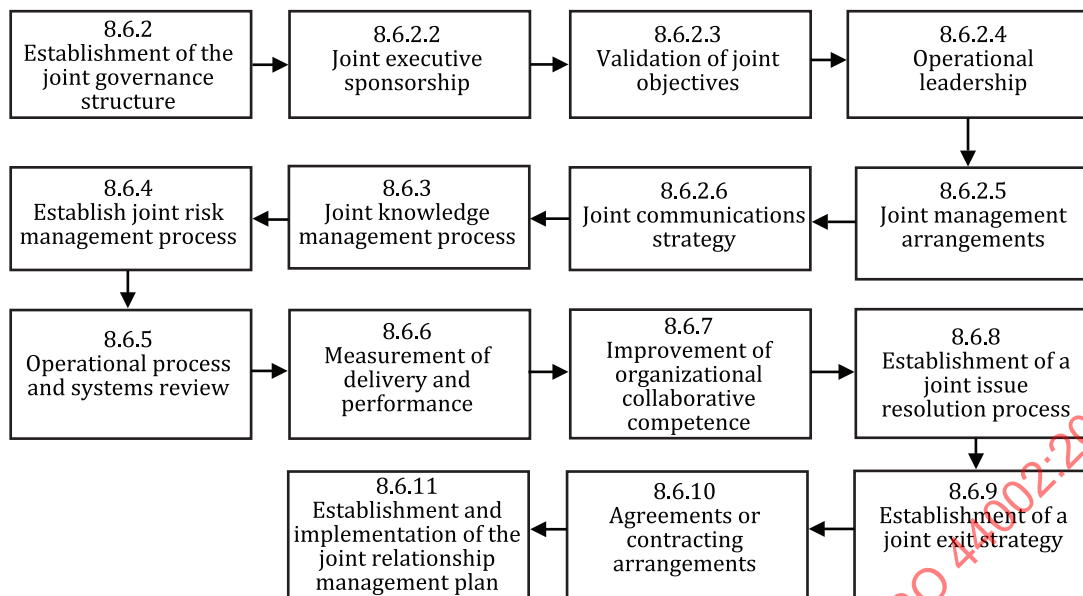 8.6.2
Establishment of the
joint governance
structure
8.6.2.2
Joint executive
sponsorship
8.6.2.3
Validation of joint
objectives
8.6.2.4
Operational
leadership
8.6.4
Establish joint risk
management process
8.6.3
Joint knowledge
management process
8.6.2.6
Joint communications
strategy
8.6.2.5
Joint management
arrangements
8.6.5
Operational process
and systems review
8.6.6
Measurement of
delivery and
performance
8.6.7
Improvement of
organizational
collaborative
competence
8.6.8
Establishment of a
joint issue
resolution process
8.6.11
Establishment and
implementation of the
joint relationship
management plan
8.6.10
Agreements or
contracting
arrangements
8.6.9
Establishment of a
joint exit strategy
44002:20